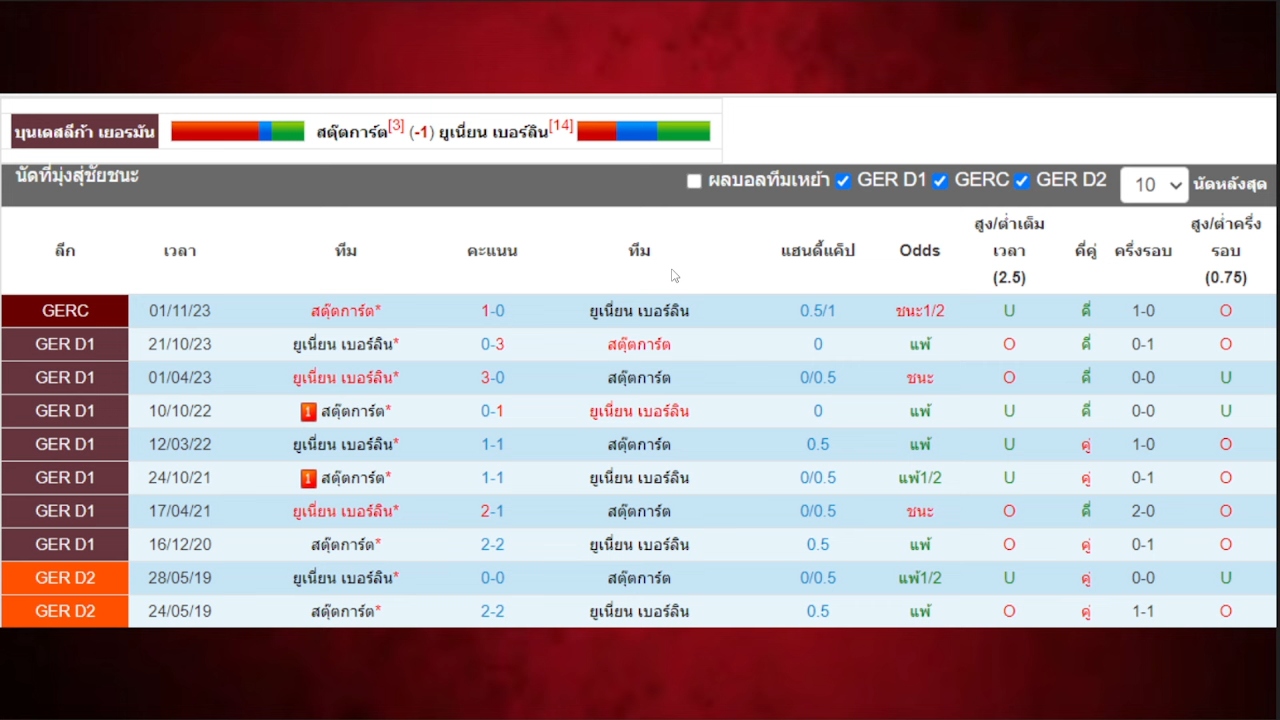 บุนเดสลีก้า เยอรมัน สตุ๊ตการ์ต[3] (-1) ยูเนี่ยน เบอร์ลิน[14]
นัดที่มุ่งสู่ชัยชนะ ผลบอลทีมเหย้า GER D1 GERC GER D2 10 นัดหลังสุด
ลีก เวลา ทีม คะแนน ทีม แฮนดี้แค็ป Odds สูง/ต่ำเต็มเวลา (2.5) คี่คู่ ครึ่งรอบ สูง/ต่ำครึ่งรอบ (0.75)
GERC 01/11/23 สตุ๊ตการ์ต* 1-0 ยูเนี่ยน เบอร์ลิน 0.5/1 ชนะ1/2 U คี่ 1-0 O
GER D1 21/10/23 ยูเนี่ยน เบอร์ลิน* 0-3 สตุ๊ตการ์ต 0 แพ้ O คี่ 0-1 O
GER D1 01/04/23 ยูเนี่ยน เบอร์ลิน* 3-0 สตุ๊ตการ์ต 0/0.5 ชนะ O คี่ 0-0 U
GER D1 10/10/22 1 สตุ๊ตการ์ต* 0-1 ยูเนี่ยน เบอร์ลิน 0 แพ้ U คี่ 0-0 U
GER D1 12/03/22 ยูเนี่ยน เบอร์ลิน* 1-1 สตุ๊ตการ์ต 0.5 แพ้ U คู่ 1-0 O
GER D1 24/10/21 1 สตุ๊ตการ์ต* 1-1 ยูเนี่ยน เบอร์ลิน 0/0.5 แพ้1/2 U คู่ 0-1 O
GER D1 17/04/21 ยูเนี่ยน เบอร์ลิน* 2-1 สตุ๊ตการ์ต 0/0.5 ชนะ O คี่ 2-0 O
GER D1 16/12/20 สตุ๊ตการ์ต* 2-2 ยูเนี่ยน เบอร์ลิน 0.5 แพ้ O คู่ 0-1 O
GER D2 28/05/19 ยูเนี่ยน เบอร์ลิน* 0-0 สตุ๊ตการ์ต 0/0.5 แพ้1/2 U คู่ 0-0 U
GER D2 24/05/19 สตุ๊ตการ์ต* 2-2 ยูเนี่ยน เบอร์ลิน 0.5 แพ้ O คู่ 1-1 O